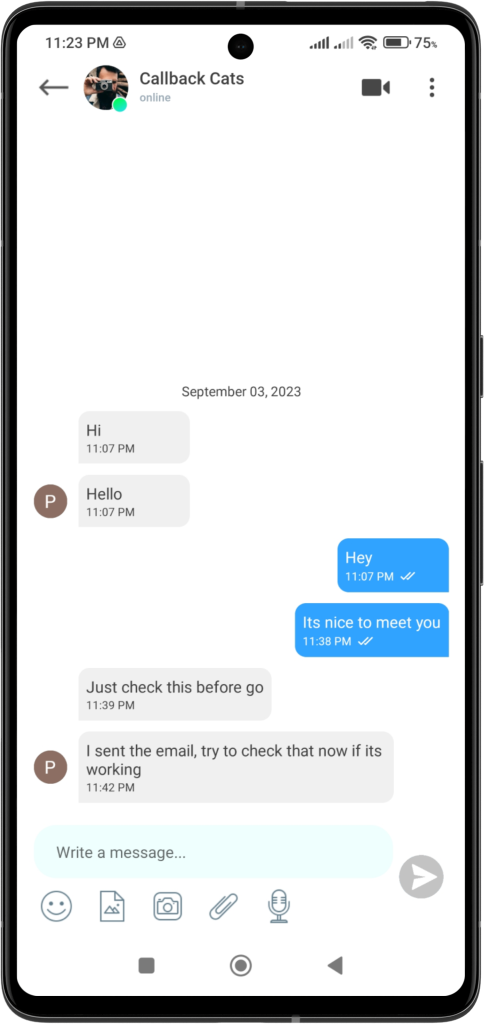 11:23 PM 75%
Callback Cats
online
September 03, 2023
Hi
11:07 PM
P
Hello
11:07 PM
Hey
11:07 PM
Its nice to meet you
11:38 PM
Just check this before go
11:39 PM
P
I sent the email, try to check that now if its
working
11:42 PM
Write a message...